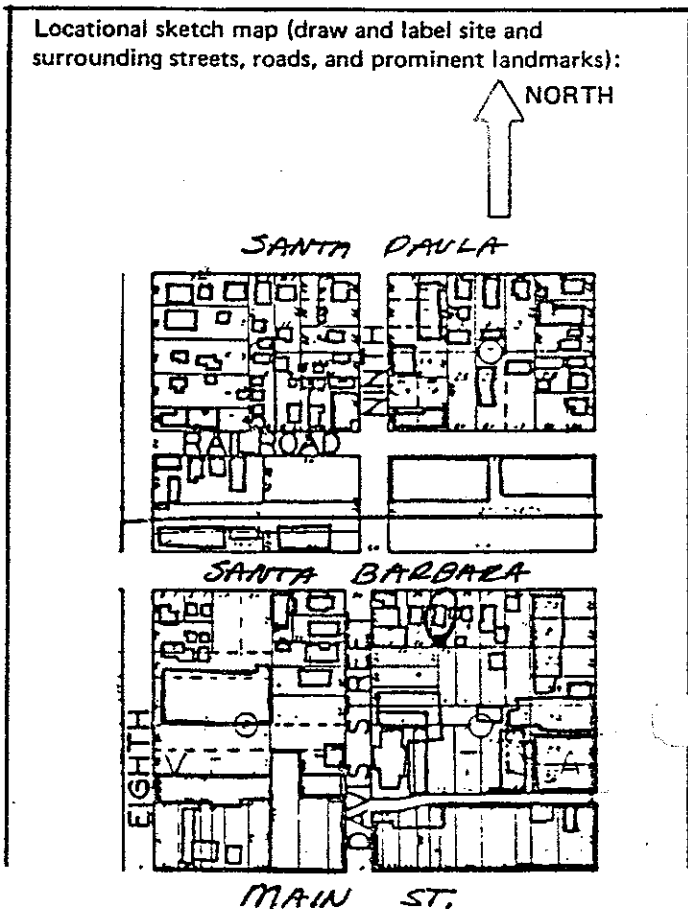 Locational sketch map (draw and label site and
surrounding streets, roads, and prominent landmarks):
NORTH
SANTA PAULA
NINTH
RAILROAD
SANTA BARBARA
EIGHTH
DAVIS STREET
MAIN ST.